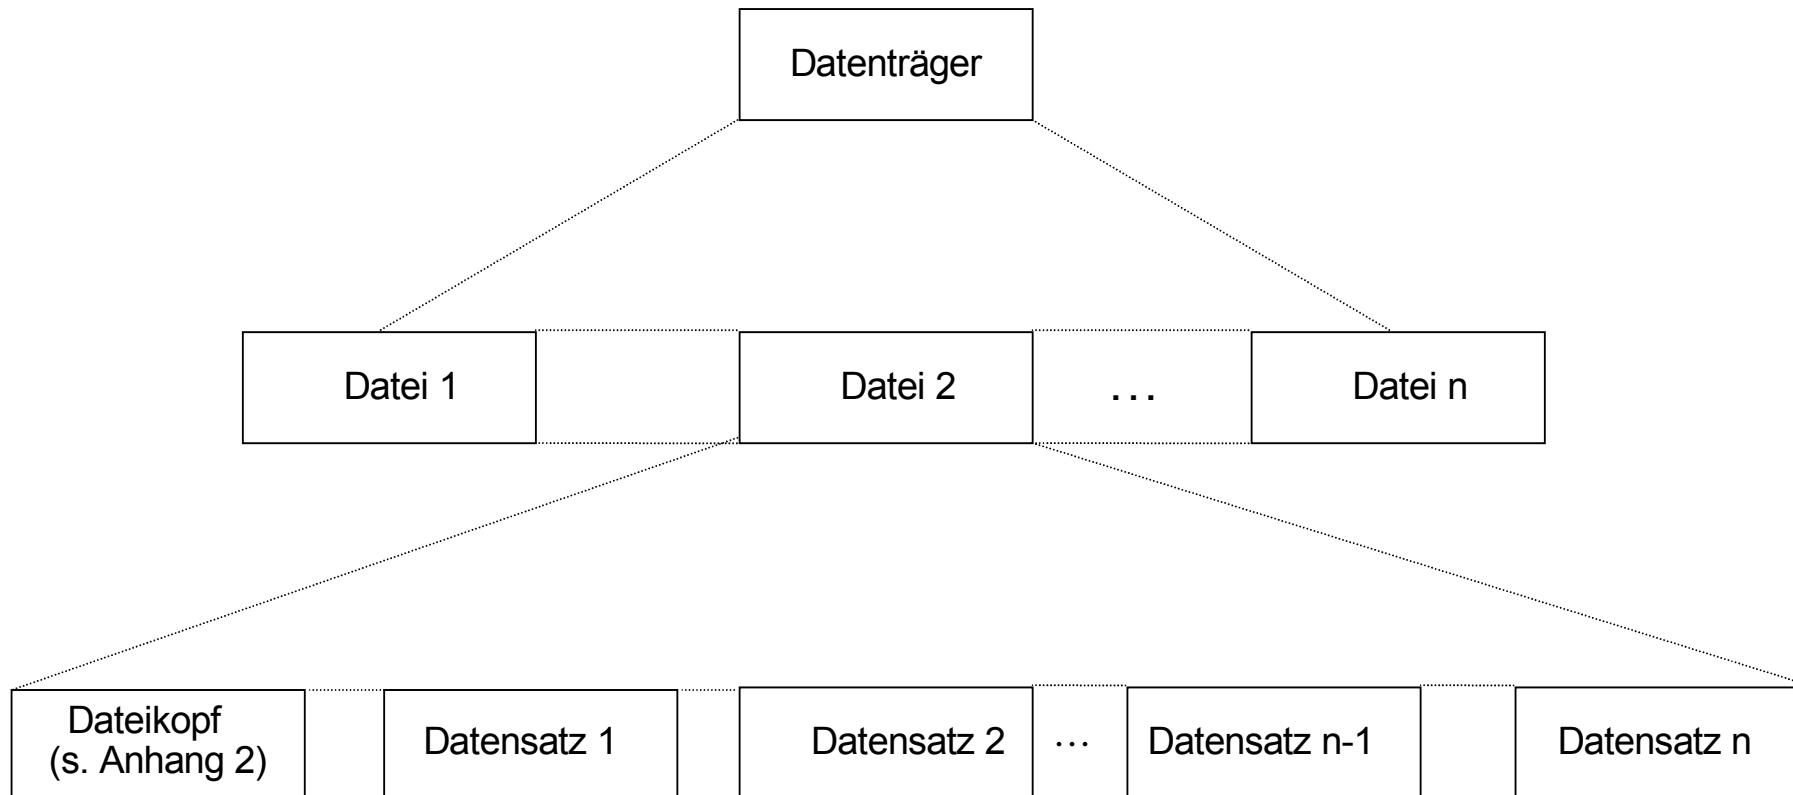 Datenträger
Datei 1
Datei 2
...
Datei n
Dateikopf
(s. Anhang 2)
Datensatz 1
Datensatz 2
...
Datensatz n-1
Datensatz n